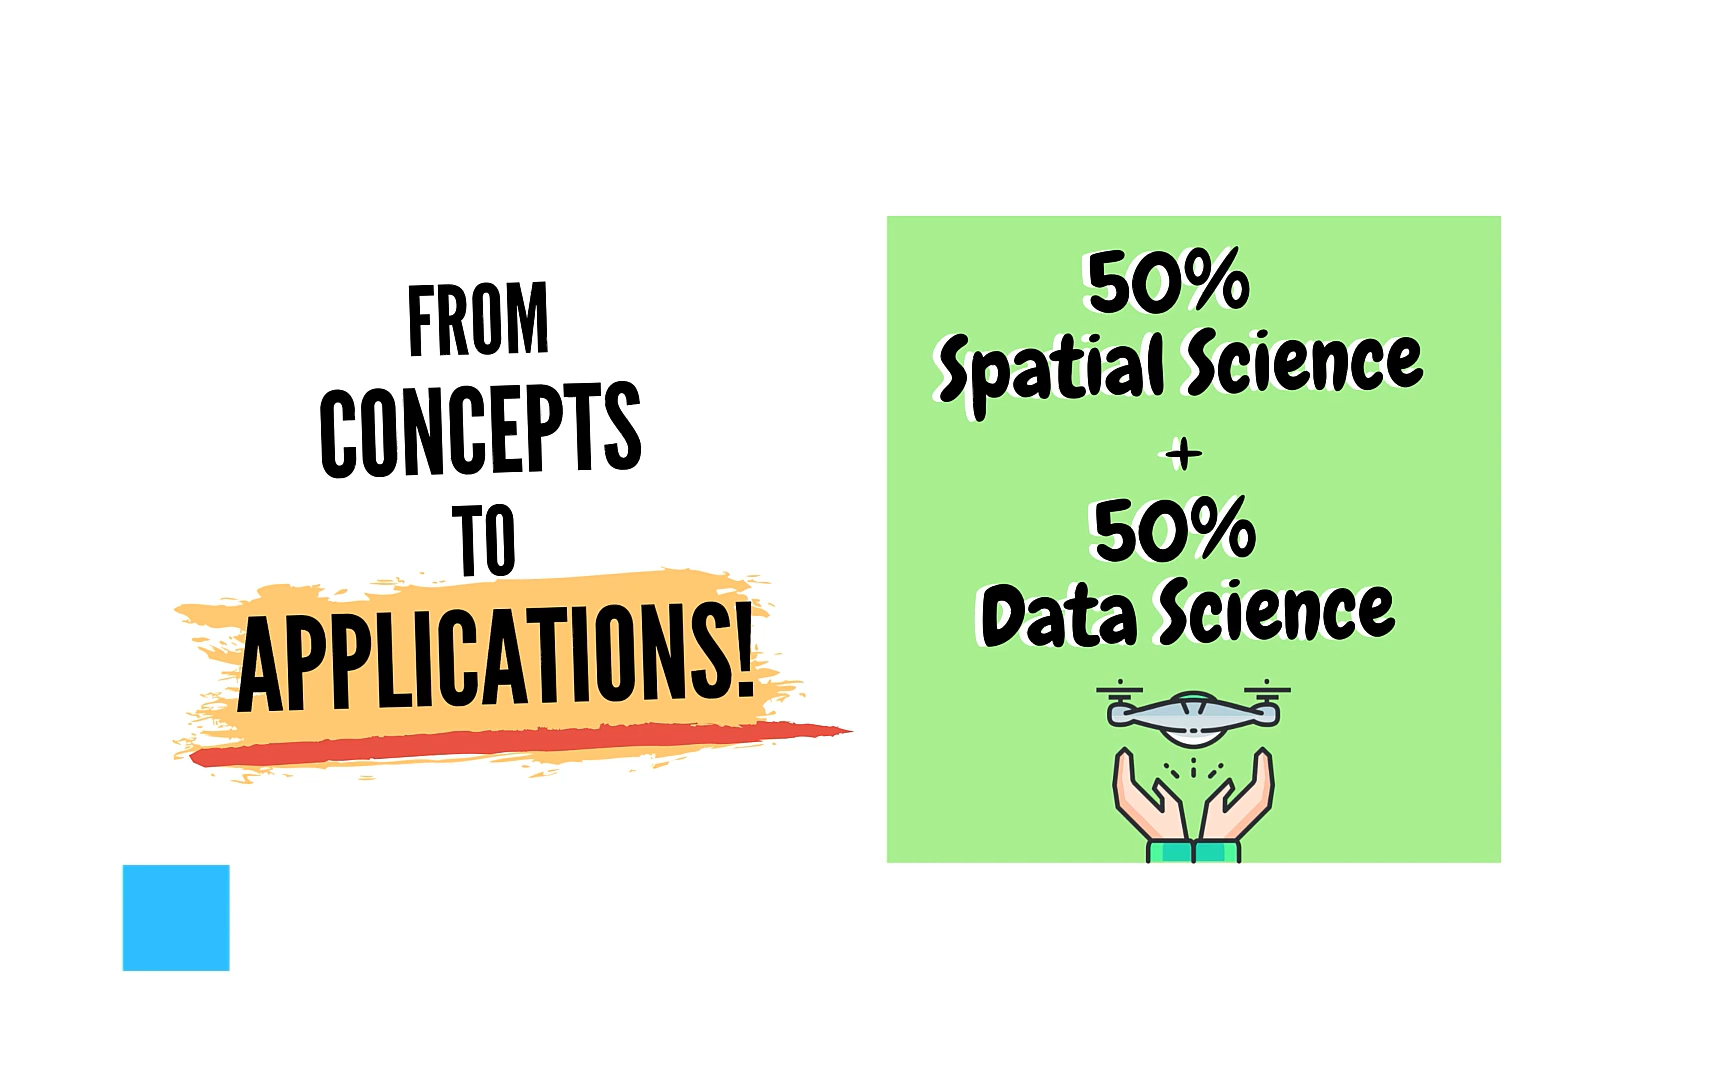 FROM
CONCEPTS
TO
APPLICATIONS!
50%
Spatial Science
+
50%
Data Science